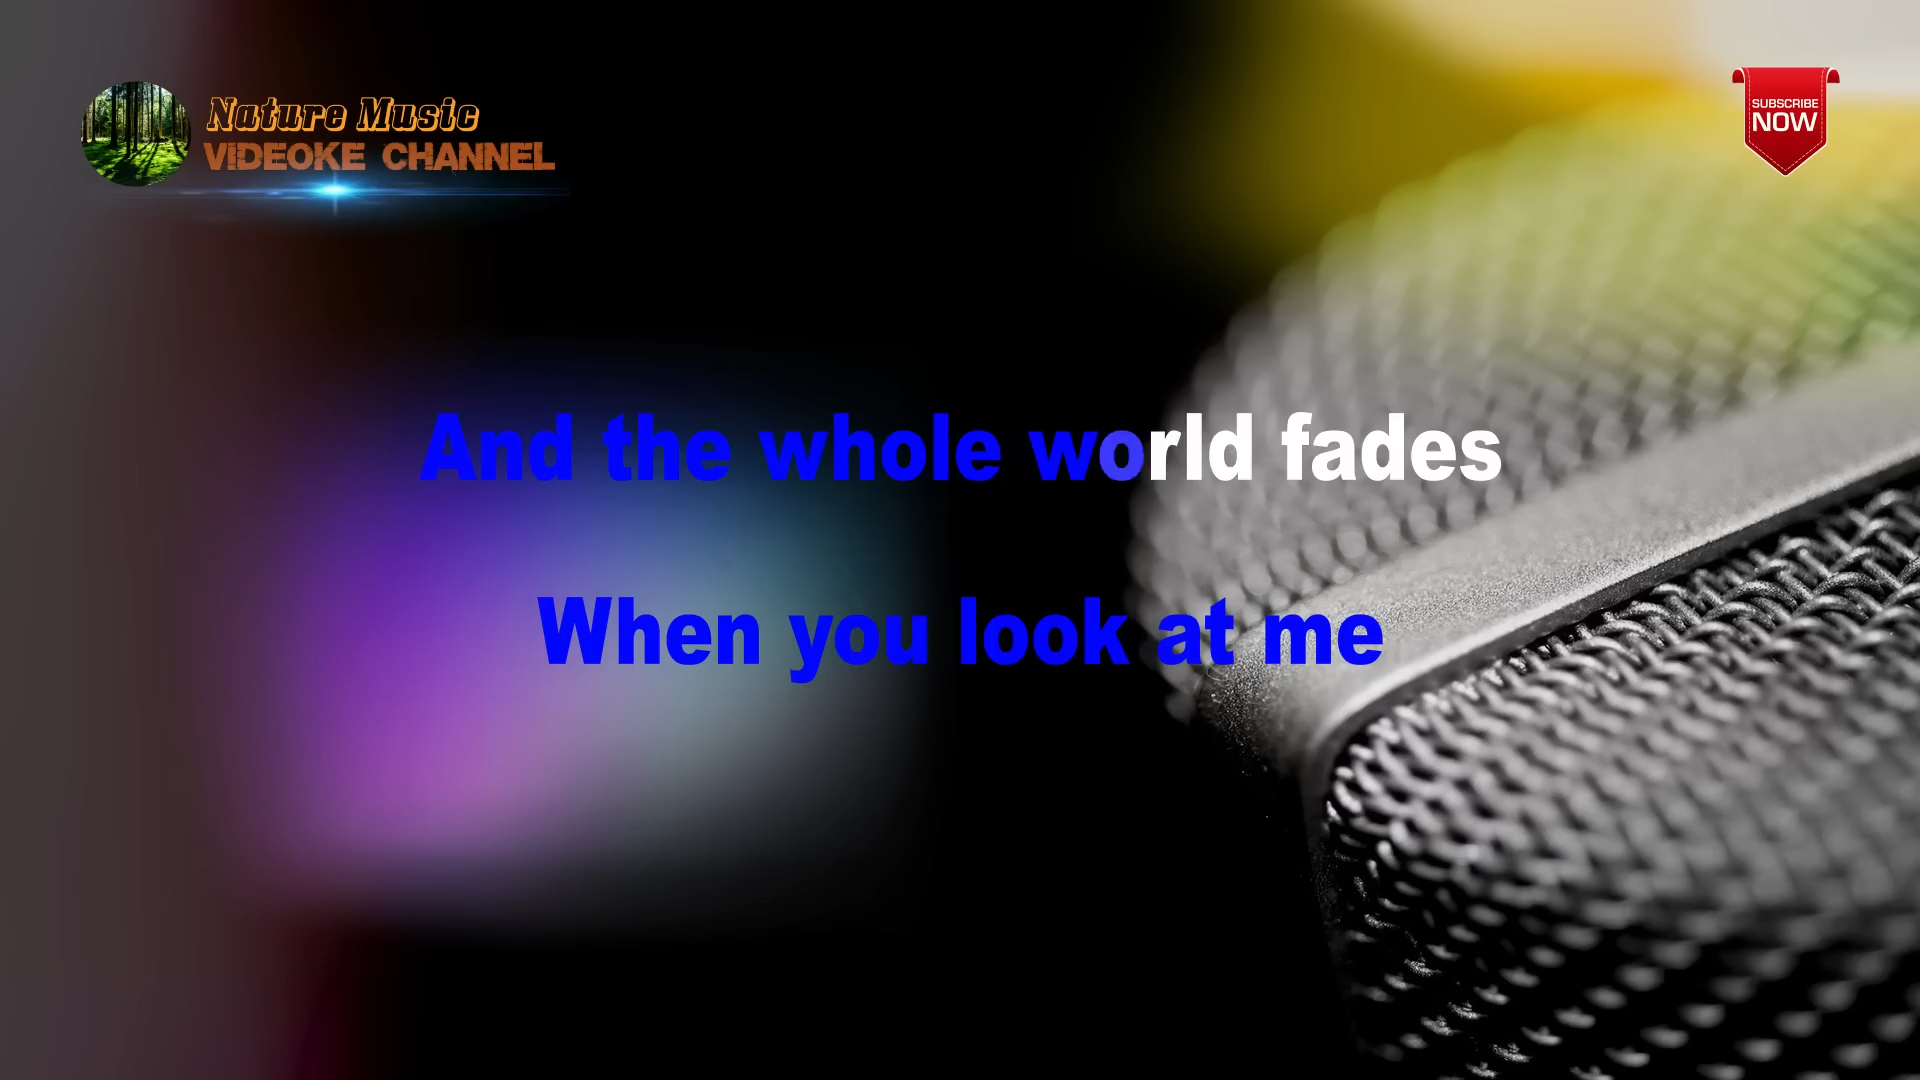 Nature Music
VIDEOKE CHANNEL
SUBSCRIBE
NOW
And the whole world fades
When you look at me